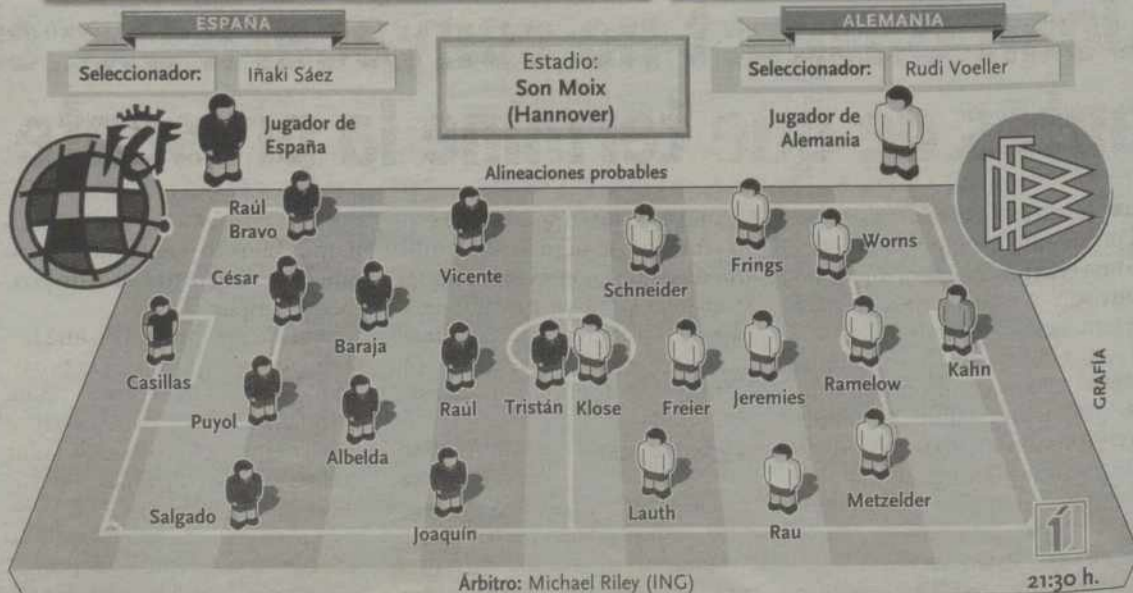 ESPAÑA
Seleccionador: Iñaki Sáez
Estadio:
Son Moix
(Hannover)
ALEMANIA
Seleccionador: Rudi Voeller
Jugador de
España
Jugador de
Alemania
Alineaciones probables
Raúl
Bravo
César
Vicente
Baraja
Casillas
Puyol
Raúl
Tristán
Albelda
Salgado
Joaquín
Klose
Schneider
Frings
Worns
Freier
Jeremies
Ramelow
Kahn
Lauth
Rau
Metzelder
GRAFÍA
Árbitro: Michael Riley (ING)
1
21:30 h.